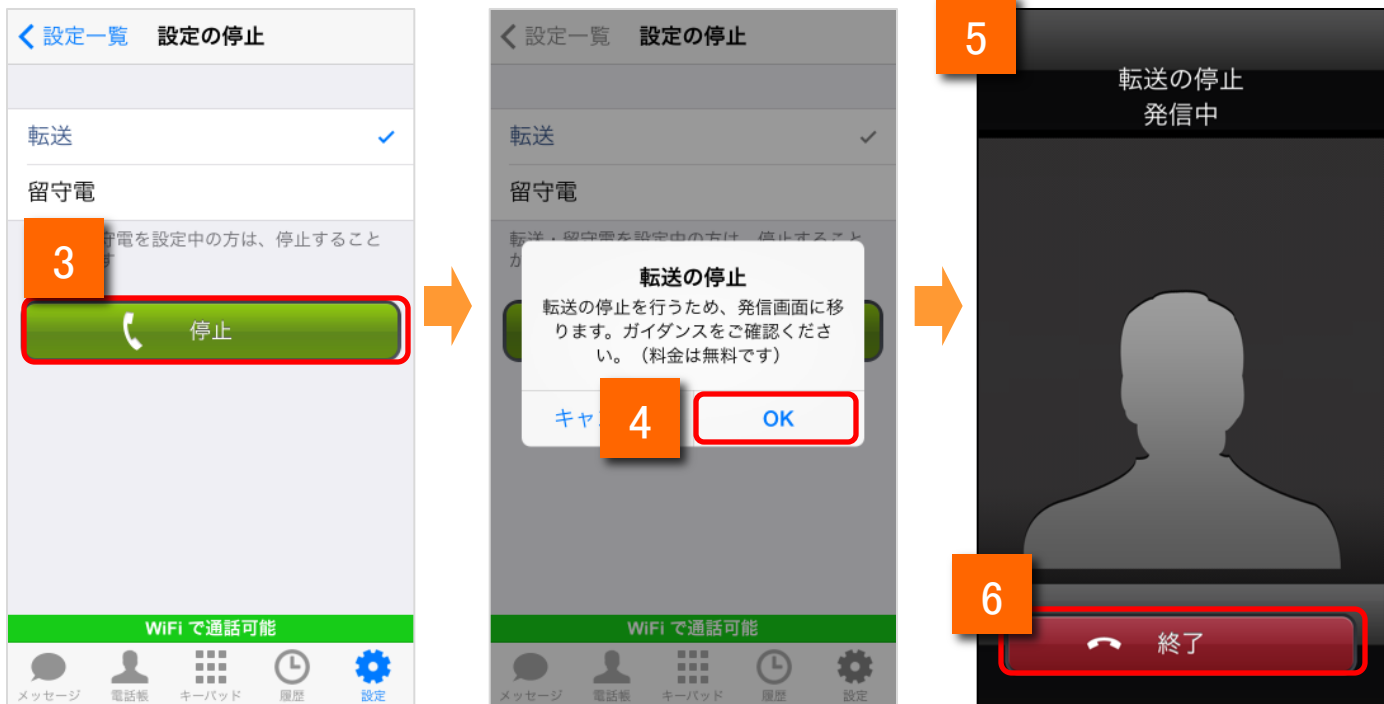 設定一覧 設定の停止
転送
留守電
守電を設定中の方は、停止すること
す
3
停止
WiFi で通話可能
メッセージ 電話帳 キーパッド 履歴 設定
設定一覧 設定の停止
転送
留守電
転送・留守電を設定中の方は、停止すること
か
転送の停止
転送の停止を行うため、発信画面に移
ります。ガイダンスをご確認くださ
い。（料金は無料です）
キャ
4
OK
WiFi で通話可能
メッセージ 電話帳 キーパッド 履歴 設定
5
転送の停止
発信中
6
終了